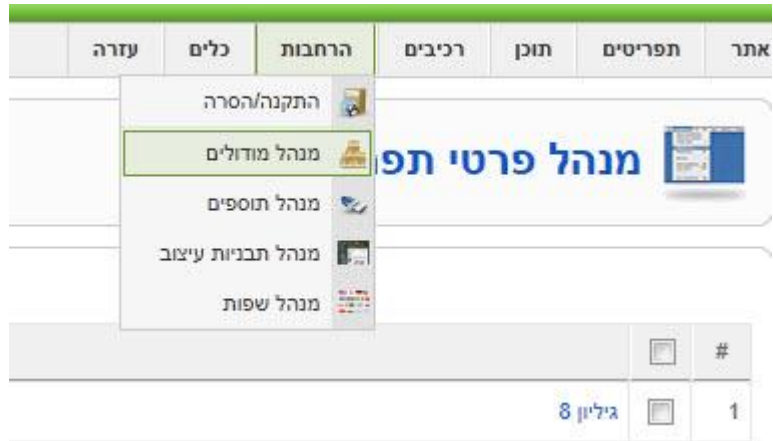 אתר תפריטים תוכן רכיבים הרחבות כלים עזרה
התקנה/הסרה
מנהל מודולים
מנהל פרטי תפ
מנהל תוספים
מנהל תבניות עיצוב
מנהל שפות
#
1 גיליון 8